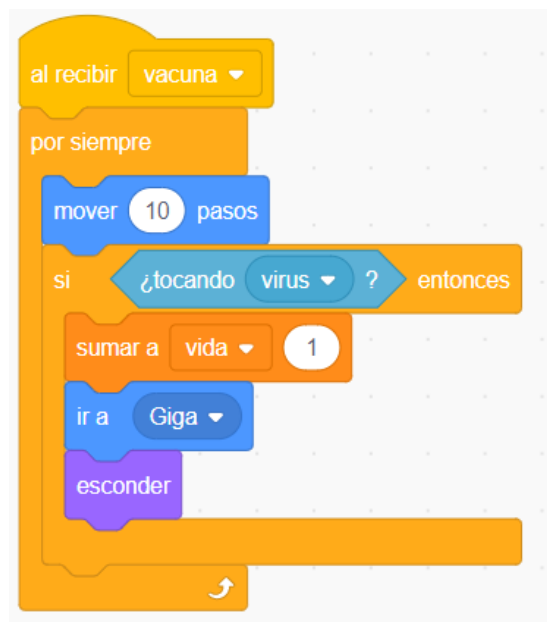 al recibir vacuna
por siempre
mover 10 pasos
si ¿tocando virus ? entonces
sumar a vida 1
ir a Giga
esconder